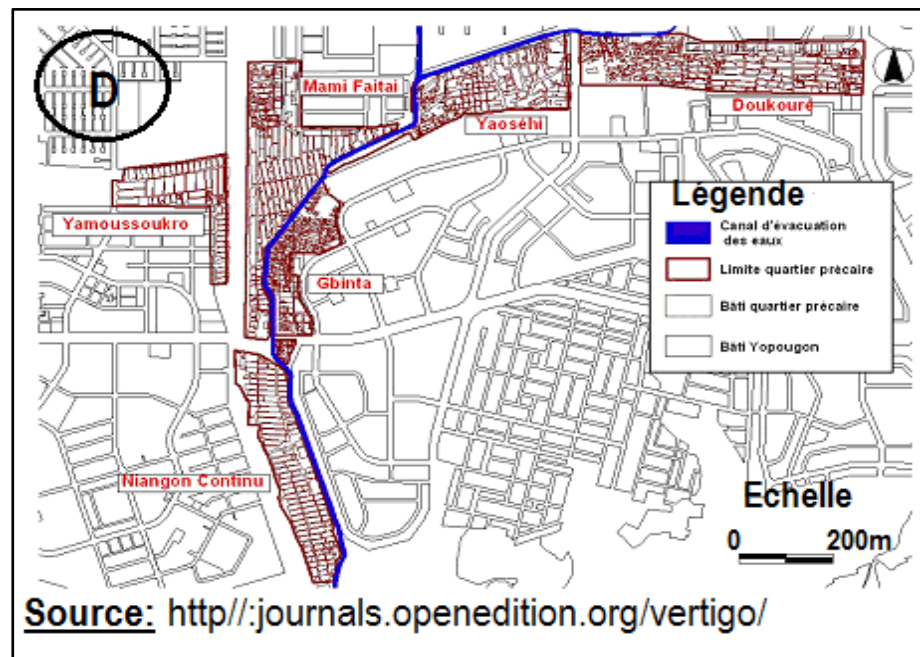 D
Mami Faitai
Yaoséhi
Doukouré
Yamoussoukro
Gbinta
Niangon Continu
Légende
Canal d'évacuation
des eaux
Limite quartier précaire
Bâti quartier précaire
Bâti Yopougon
Echelle
0 200m
Source: http//:journals.openedition.org/vertigo/